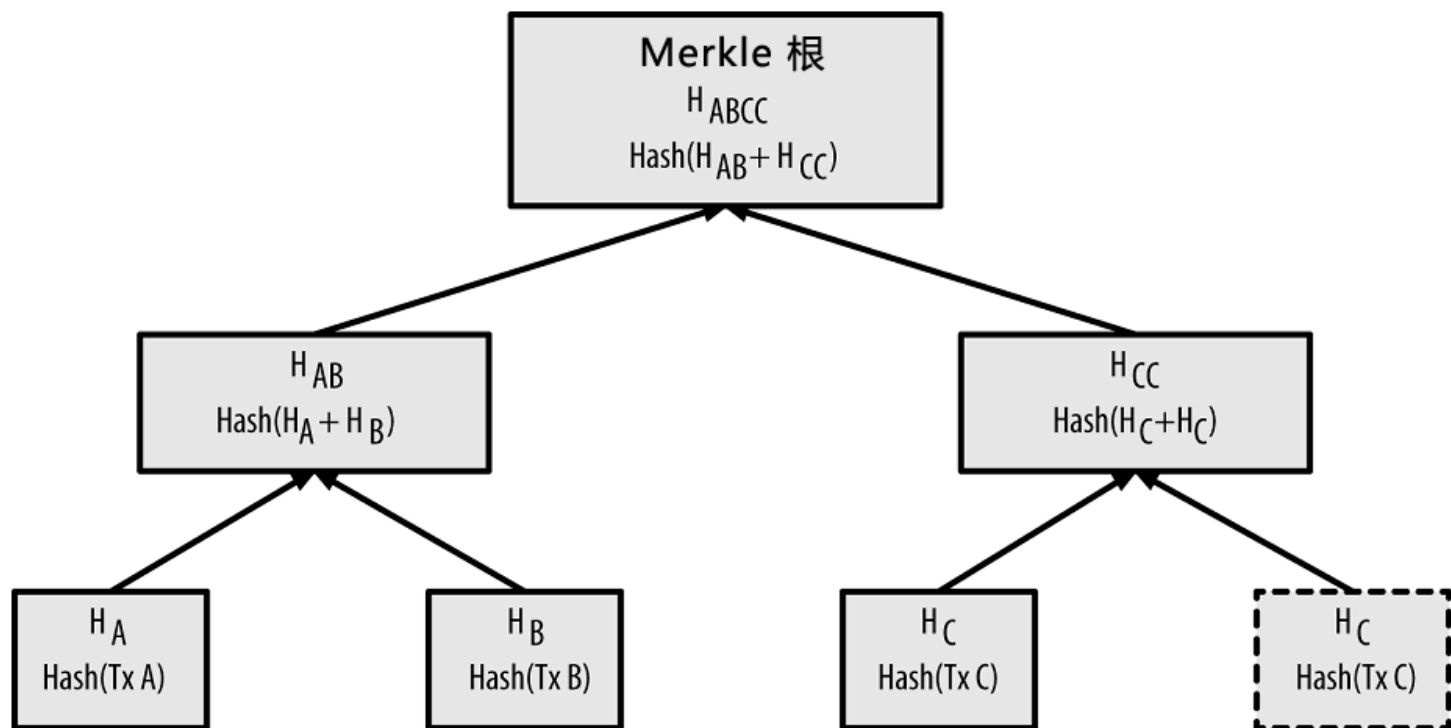 Merkle 根
H ABCC
Hash(H AB + H CC)
H AB
Hash(H A + H B)
H CC
Hash(H C+H C)
H A
Hash(Tx A)
H B
Hash(Tx B)
H C
Hash(Tx C)
H C
Hash(Tx C)